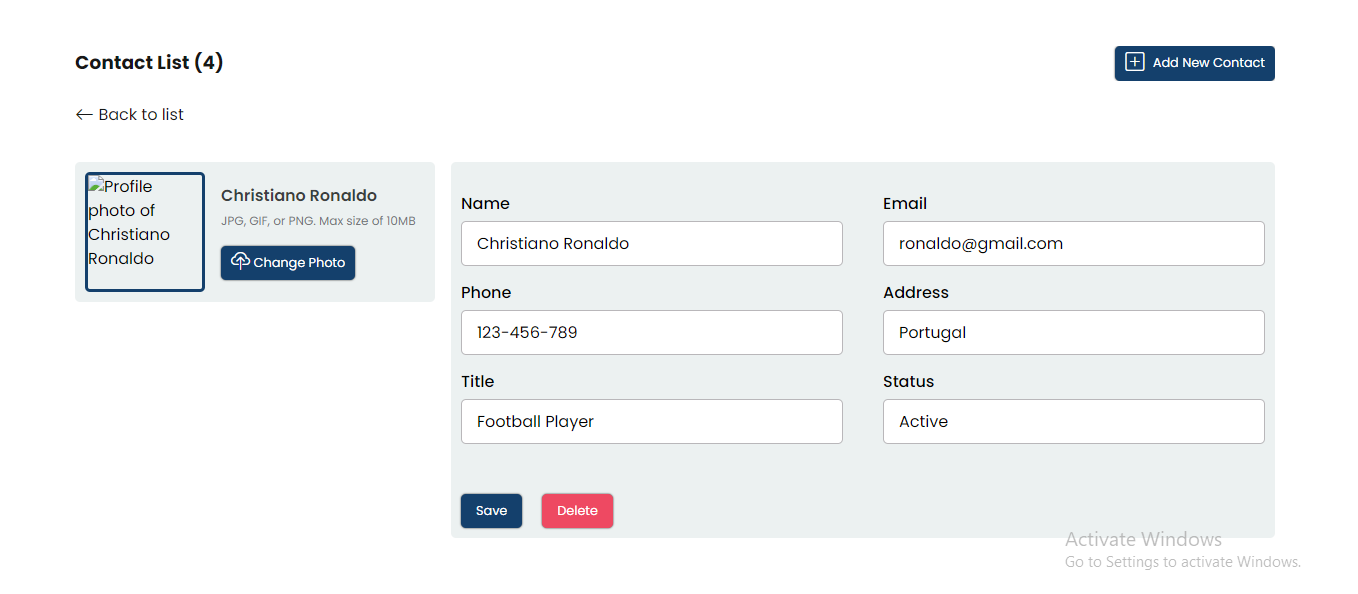 Contact List (4)
Add New Contact
← Back to list
Profile
photo of
Christiano
Ronaldo
Christiano Ronaldo
JPG, GIF, or PNG. Max size of 10MB
Change Photo
Name
Christiano Ronaldo
Email
ronaldo@gmail.com
Phone
123-456-789
Address
Portugal
Title
Football Player
Status
Active
Save
Delete
Activate Windows
Go to Settings to activate Windows.